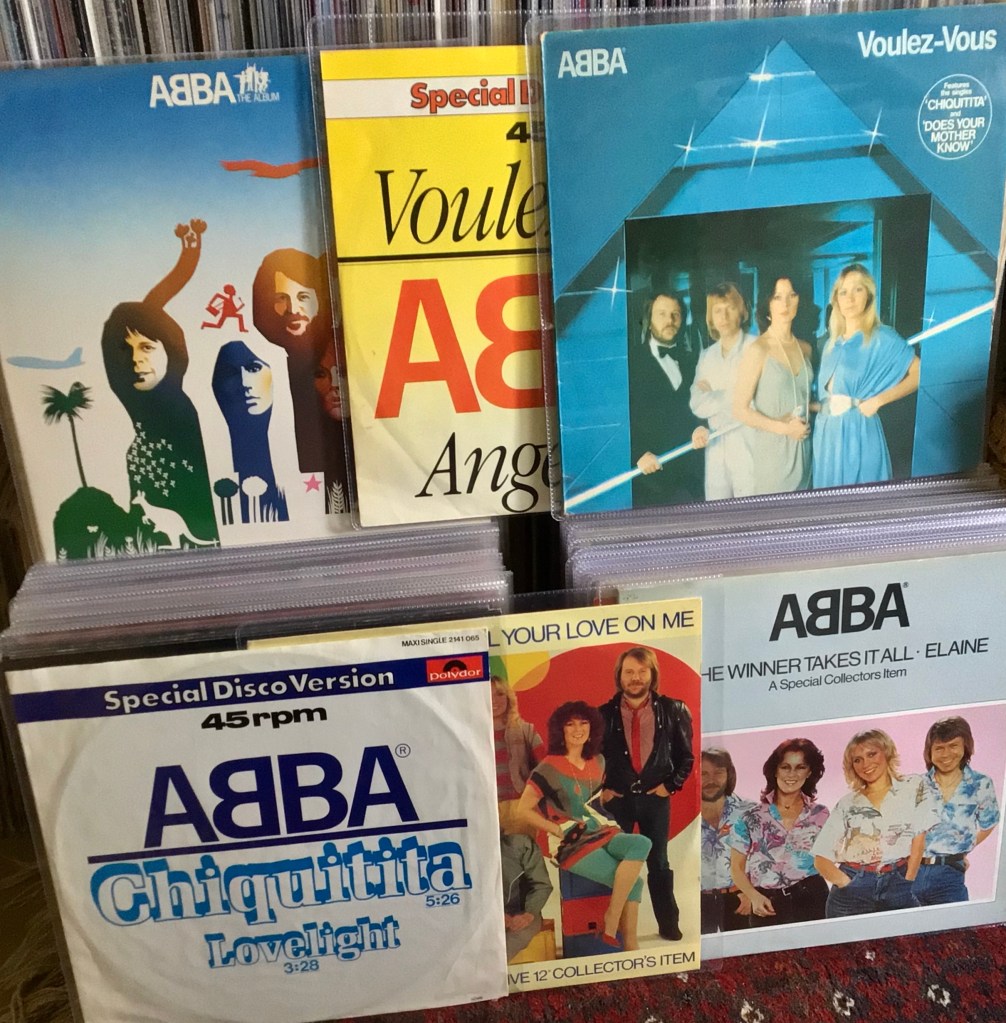 ABBA
THE ALBUM
Special D
45
Voule
ABB
Ange
ABBA®
Voulez-Vous
Features
the singles
'CHIQUITITA'
and
'DOES YOUR
MOTHER
KNOW'
MAXI SINGLE 2141 065
polydor
Special Disco Version
45rpm
ABBA®
Chiquitita
5:26
Lovelight
3:28
L YOUR LOVE ON ME
IVE 12" COLLECTOR'S ITEM
ABBA®
HE WINNER TAKES IT ALL · ELAINE
A Special Collectors Item